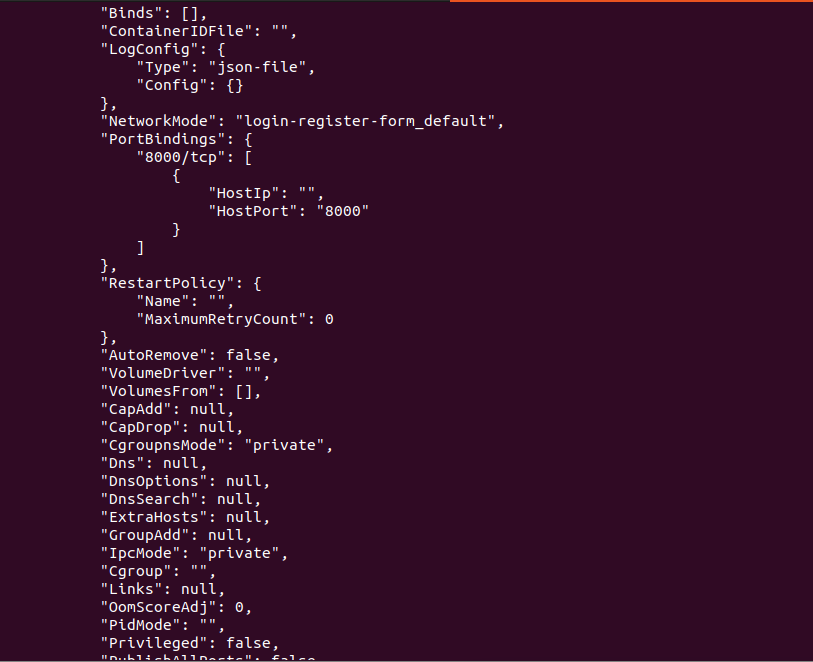 "Binds": [],
"ContainerIDFile": "",
"LogConfig": {
"Type": "json-file",
"Config": {}
},
"NetworkMode": "login-register-form_default",
"PortBindings": {
"8000/tcp": [
{
"HostIp": "",
"HostPort": "8000"
}
]
},
"RestartPolicy": {
"Name": "",
"MaximumRetryCount": 0
},
"AutoRemove": false,
"VolumeDriver": "",
"VolumesFrom": [],
"CapAdd": null,
"CapDrop": null,
"CgroupnsMode": "private",
"Dns": null,
"DnsOptions": null,
"DnsSearch": null,
"ExtraHosts": null,
"GroupAdd": null,
"IpcMode": "private",
"Cgroup": "",
"Links": null,
"OomScoreAdj": 0,
"PidMode": "",
"Privileged": false,